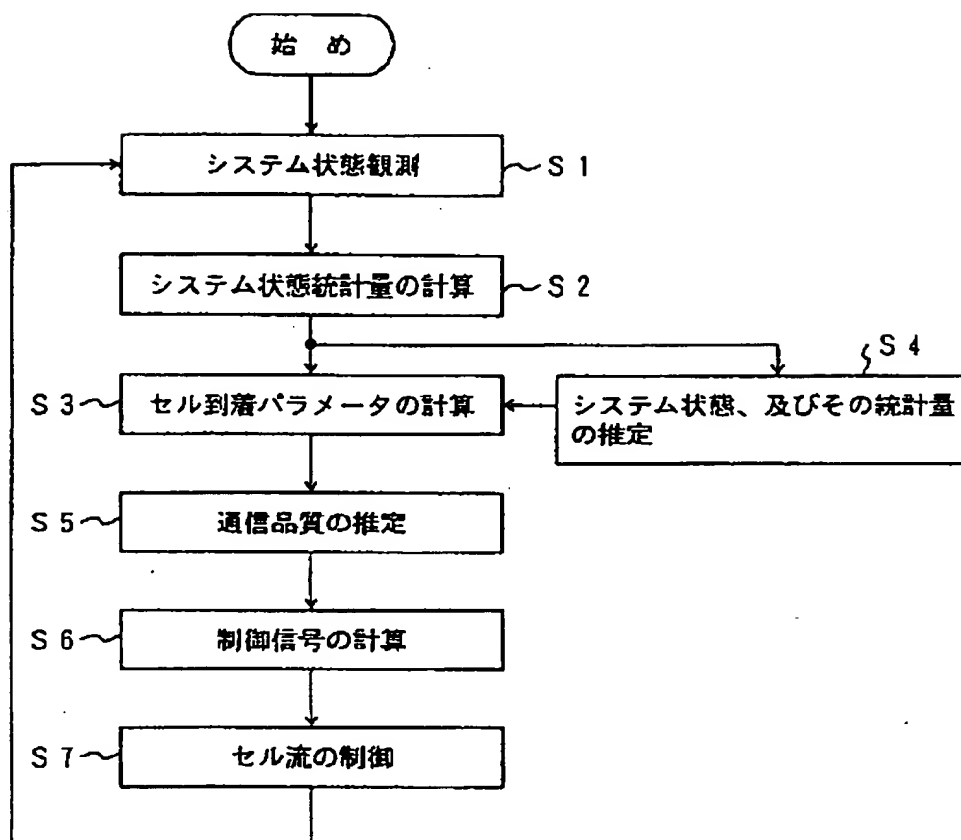 始 め
システム状態観測
S 1
システム状態統計量の計算
S 2
S 4
S 3
セル到着パラメータの計算
システム状態、及びその統計量
の推定
S 5
通信品質の推定
S 6
制御信号の計算
S 7
セル流の制御